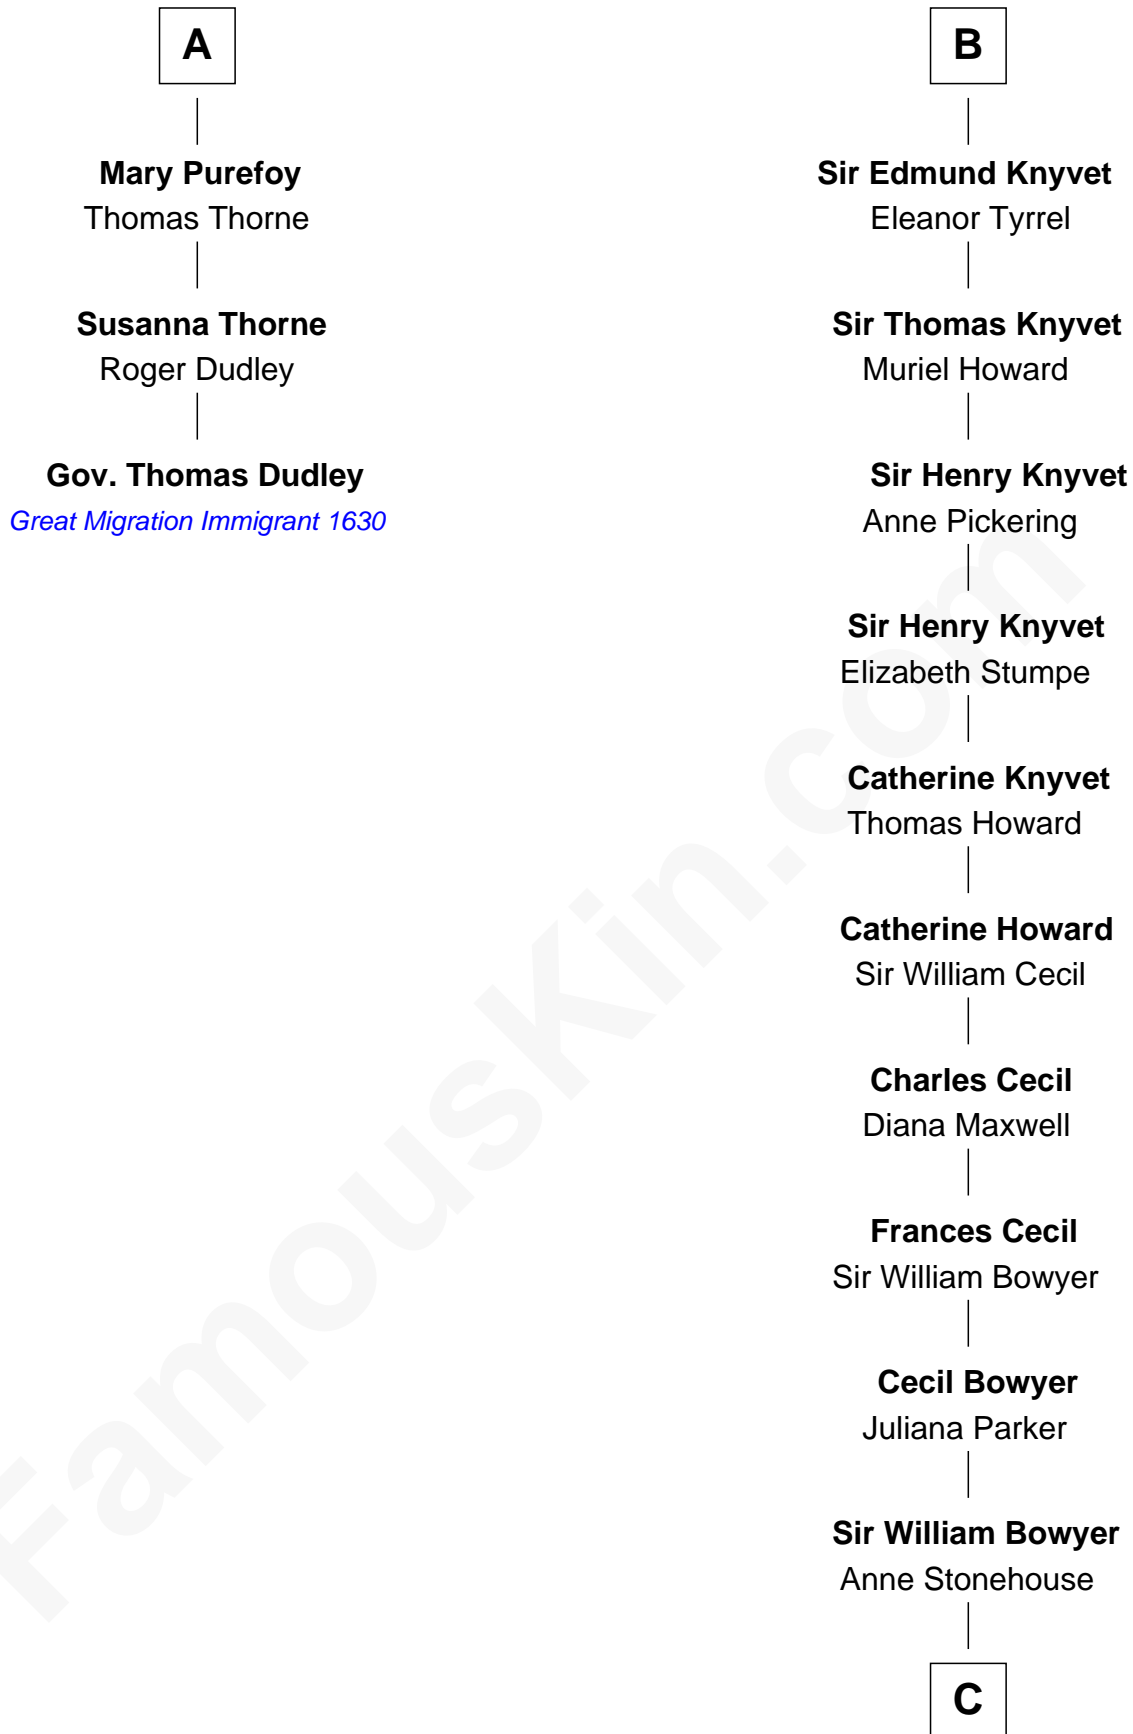 A
Mary Purefoy
Thomas Thorne
Susanna Thorne
Roger Dudley
Gov. Thomas Dudley
Great Migration Immigrant 1630
B
Sir Edmund Knyvet
Eleanor Tyrrel
Sir Thomas Knyvet
Muriel Howard
Sir Henry Knyvet
Anne Pickering
Sir Henry Knyvet
Elizabeth Stumpe
Catherine Knyvet
Thomas Howard
Catherine Howard
Sir William Cecil
Charles Cecil
Diana Maxwell
Frances Cecil
Sir William Bowyer
Cecil Bowyer
Juliana Parker
Sir William Bowyer
Anne Stonehouse
C
FamousKin.com